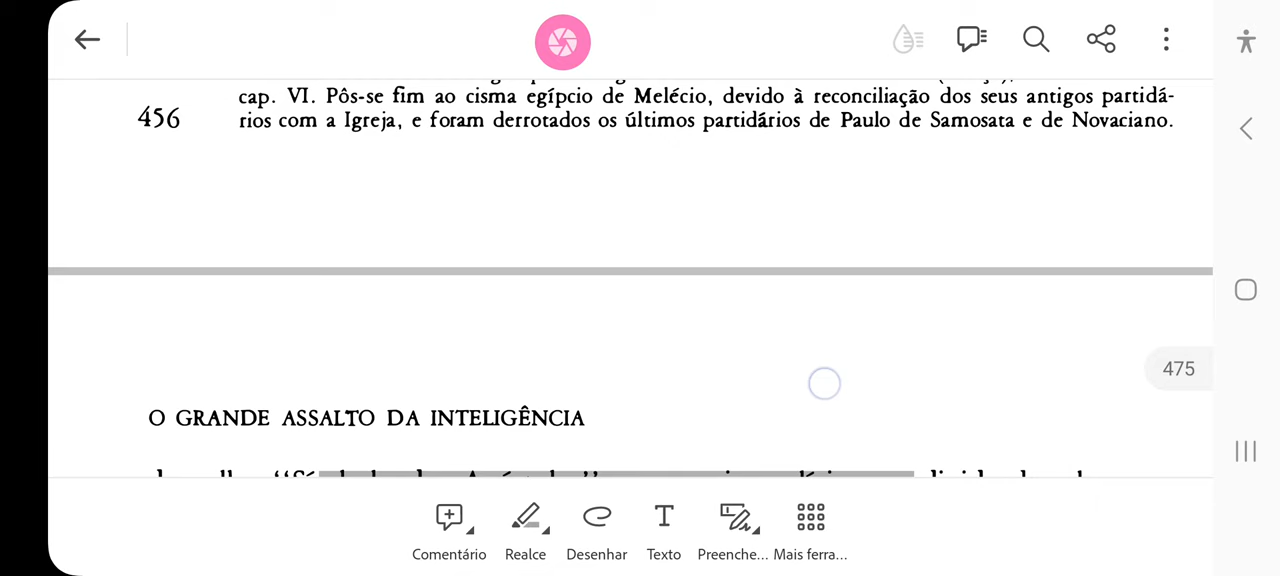 cap. VI. Pôs-se fim ao cisma egípcio de Melécio, devido à reconciliação dos seus antigos partidá-
456 rios com a Igreja, e foram derrotados os últimos partidários de Paulo de Samosata e de Novaciano.
475
O GRANDE ASSALTO DA INTELIGÊNCIA
Comentário Realce Desenhar Texto Preenche... Mais ferra...